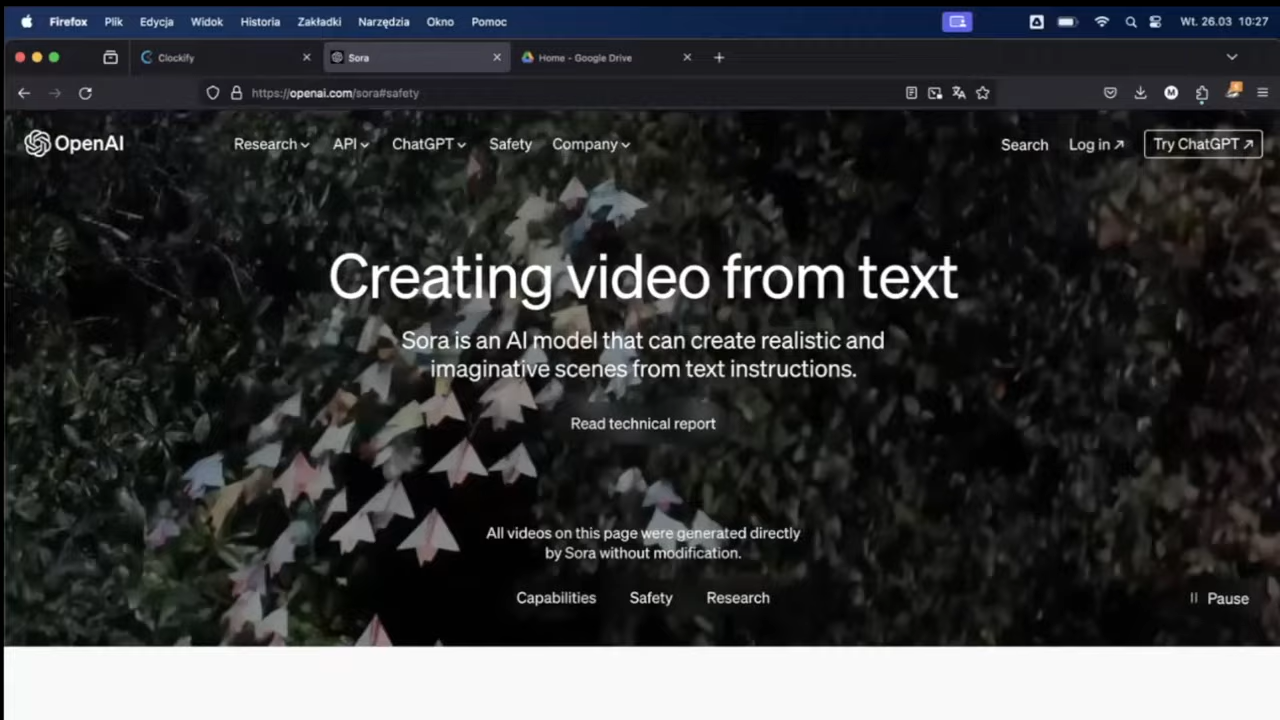 Firefox Plik Edycja Widok Historia Zakładki Narzędzia Okno Pomoc Wt. 26.03 10:27
Clockify Sora Home - Google Drive
https://openai.com/sora#safety
OpenAI Research API ChatGPT Safety Company Search Log in ↗ Try ChatGPT ↗
Creating video from text
Sora is an AI model that can create realistic and
imaginative scenes from text instructions.
Read technical report
All videos on this page were generated directly
by Sora without modification.
Capabilities Safety Research Pause